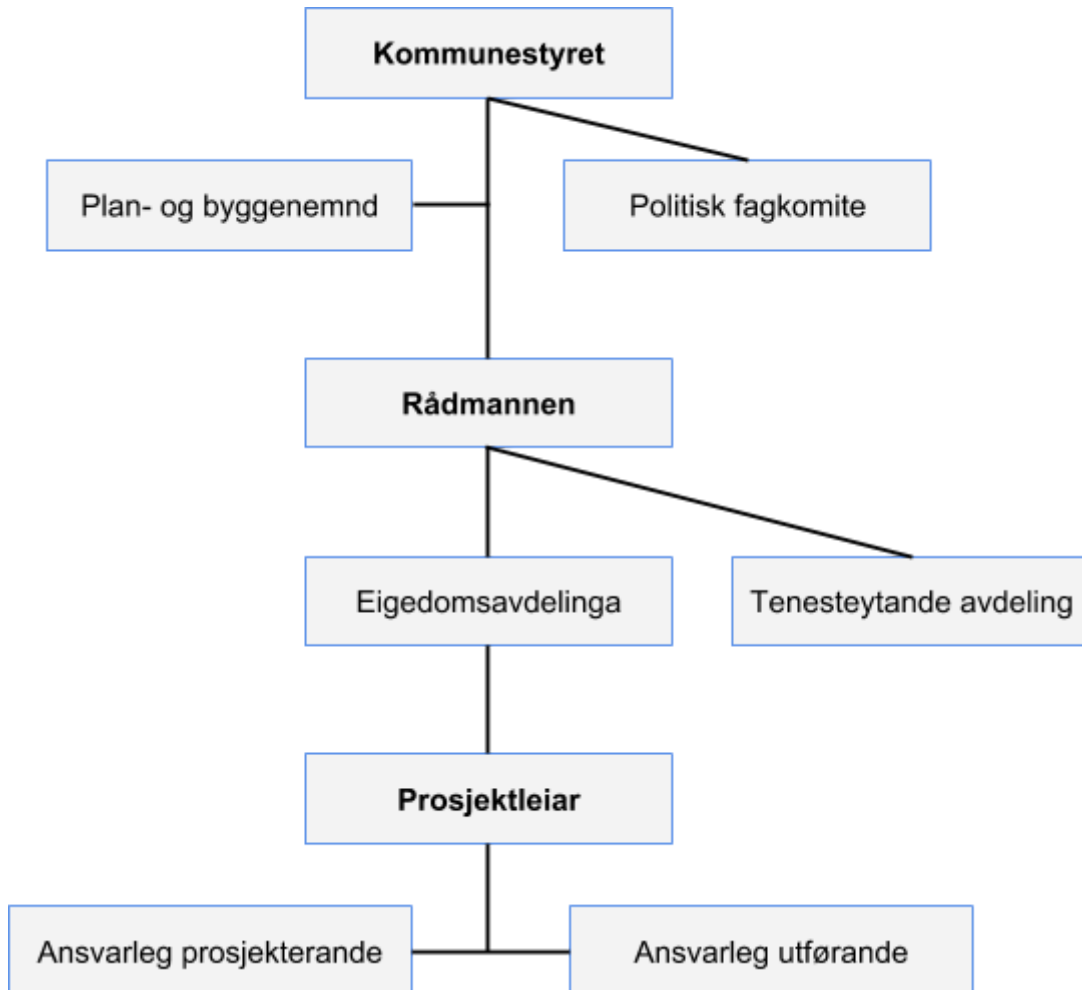 Kommunestyret
Plan- og byggenemnd
Politisk fagkomite
Rådmannen
Eigedomsavdelinga
Tenesteytande avdeling
Prosjektleiar
Ansvarleg prosjekterande
Ansvarleg utførande